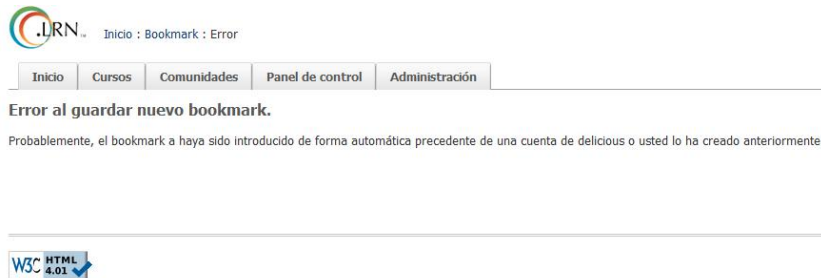 .LRN™ Inicio : Bookmark : Error
Inicio Cursos Comunidades Panel de control Administración
Error al guardar nuevo bookmark.
Probablemente, el bookmark a haya sido introducido de forma automática precedente de una cuenta de delicious o usted lo ha creado anteriormente
W3C HTML
4.01